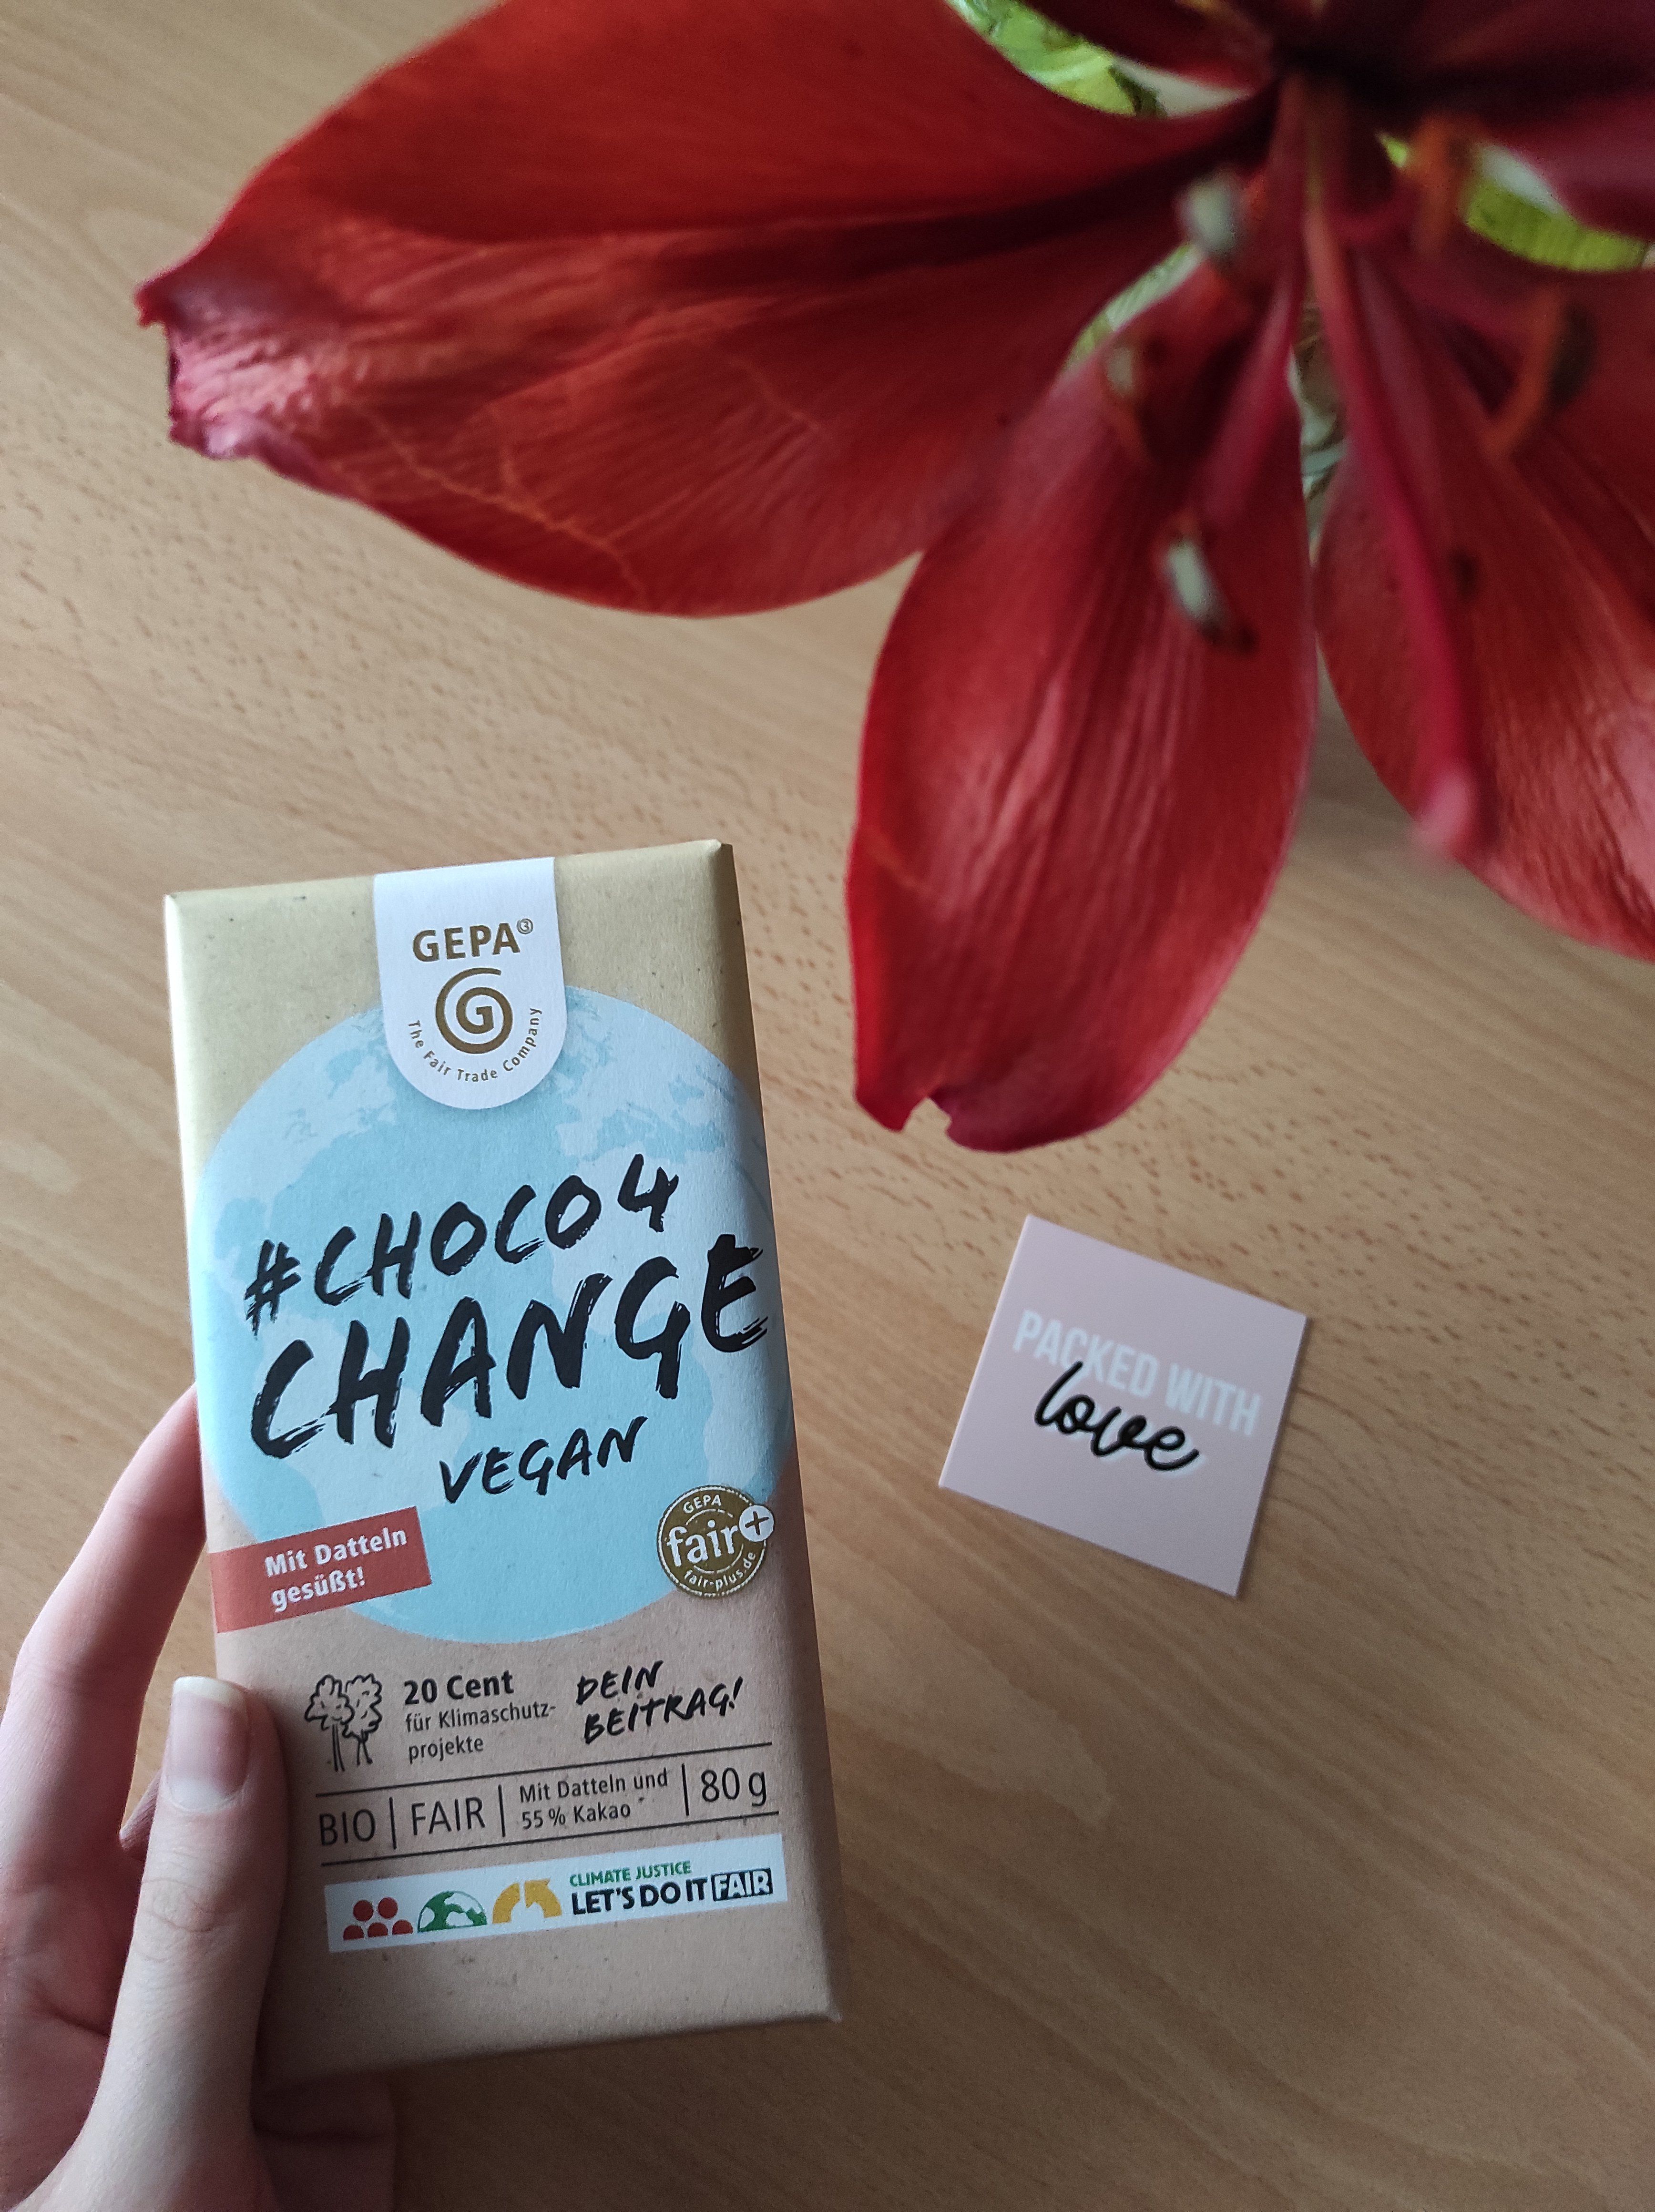 GEPA③
G
The Fair Trade Company
#CHOCO4
CHANGE
VEGAN
Mit Datteln
gesüßt!
GEPA
fair+
fair-plus.de
20 Cent
für Klimaschutz-
projekte
DEIN
BEITRAG!
BIO | FAIR | Mit Datteln und
55 % Kakao | 80 g
CLIMATE JUSTICE
LET'S DO IT FAIR
PACKED WITH
love